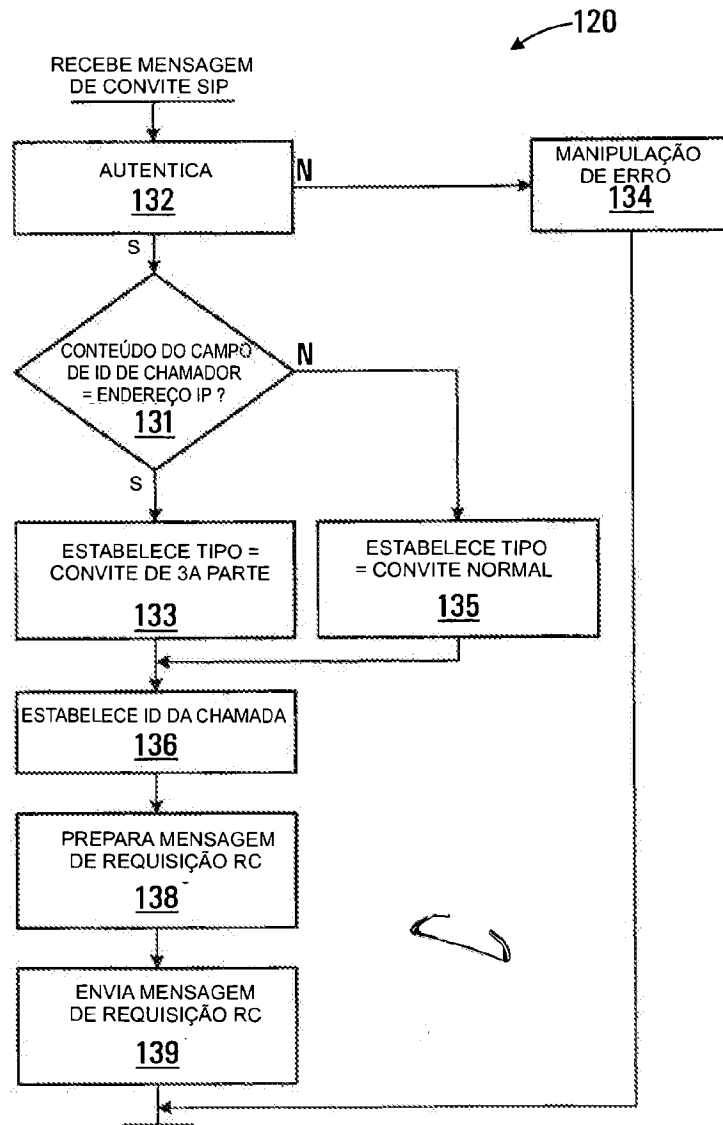 120
RECEBE MENSAGEM
DE CONVITE SIP
AUTENTICA
132
N
MANIPULAÇÃO
DE ERRO
134
S
CONTEÚDO DO CAMPO
DE ID DE CHAMADOR
= ENDEREÇO IP ?
131
N
S
ESTABELECE TIPO =
CONVITE DE 3A PARTE
133
ESTABELECE TIPO
= CONVITE NORMAL
135
ESTABELECE ID DA CHAMADA
136
PREPARA MENSAGEM
DE REQUISIÇÃO RC
138
ENVIA MENSAGEM
DE REQUISIÇÃO RC
139